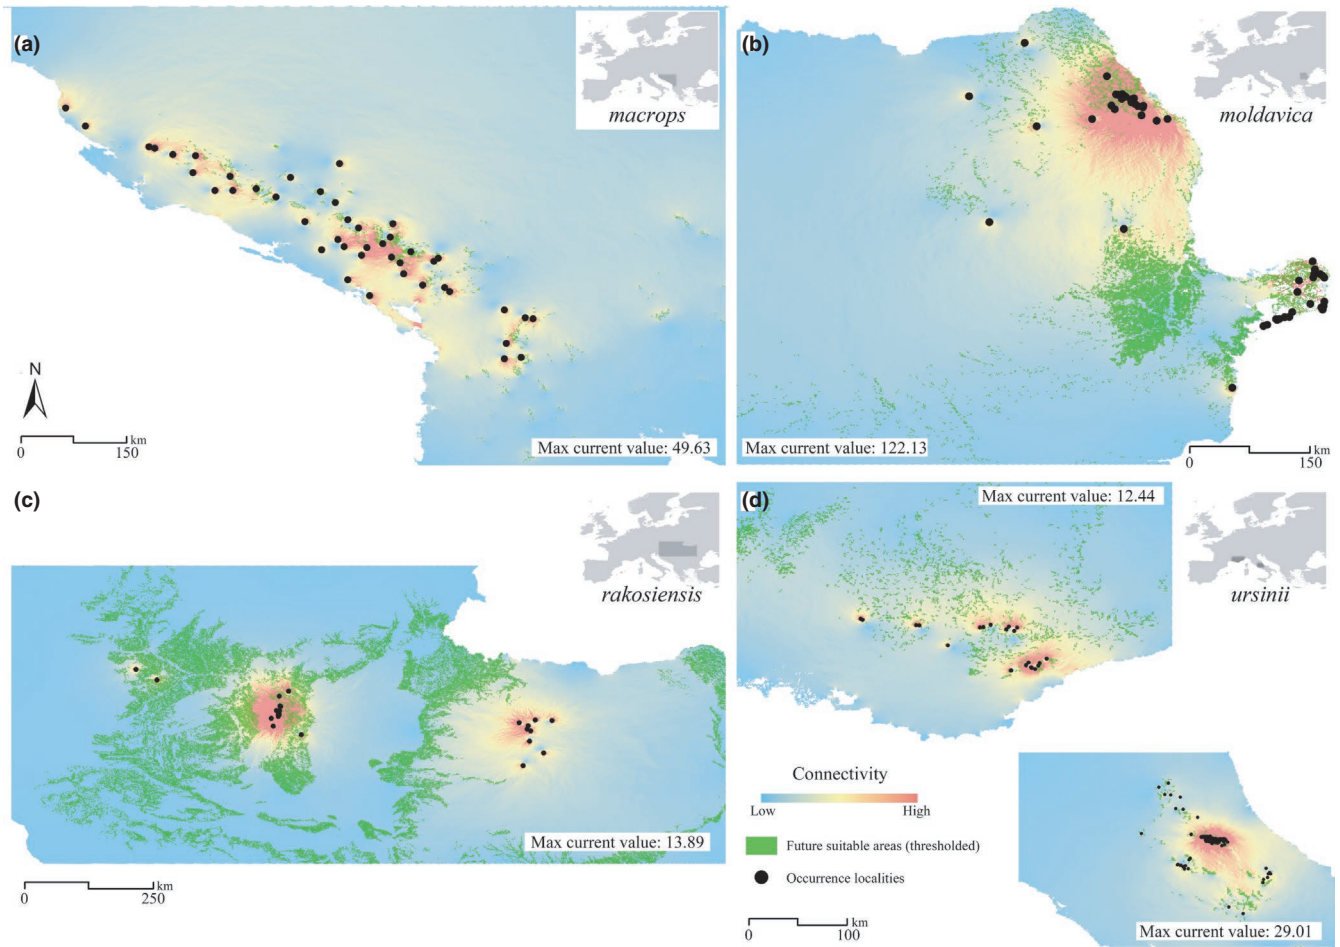 (a)
macrops
N
km
0 150
Max current value: 49.63
(b)
moldavica
Max current value: 122.13
km
0 150
(c)
rakosiensis
Max current value: 13.89
km
0 250
(d)
Max current value: 12.44
ursinii
Connectivity
Low High
Future suitable areas (thresholded)
Occurrence localities
km
0 100
Max current value: 29.01